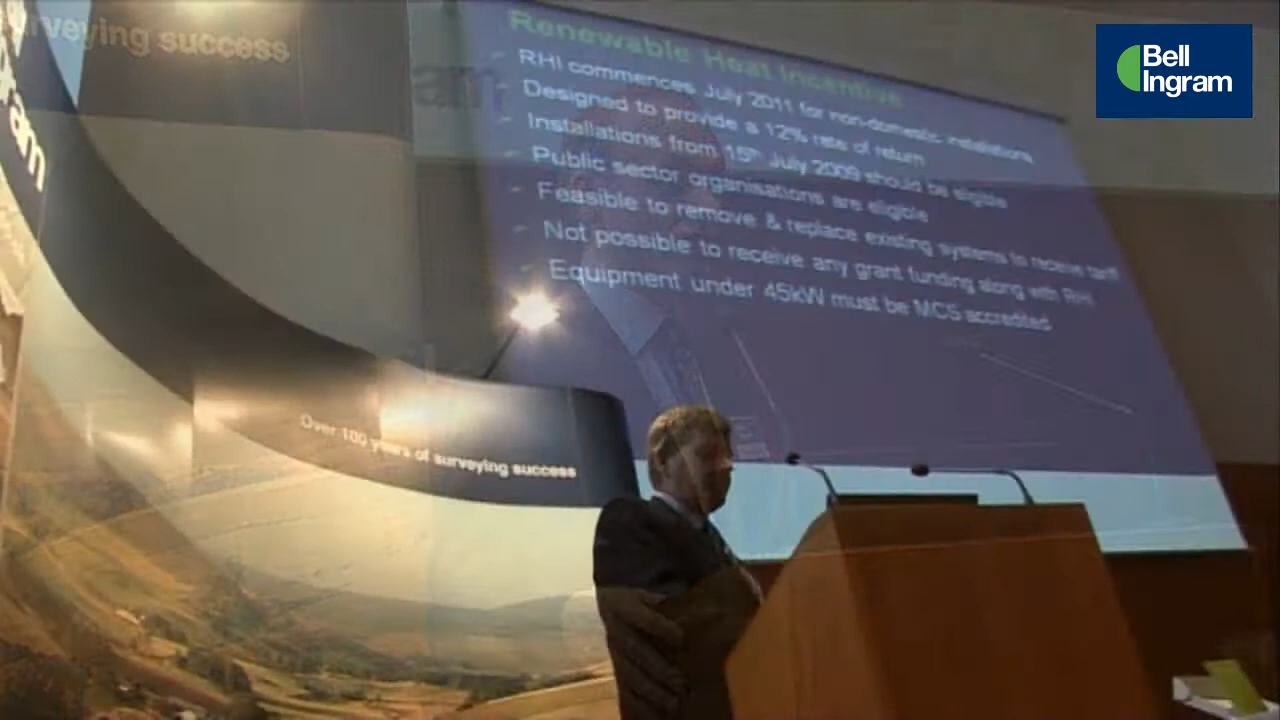 surveying success
am
am
Renewable Heat Incentive
- RHI commences July 2011 for non-domestic installations
- Designed to provide a 12% rate of return
- Installations from 15th July 2009 should be eligible
- Public sector organisations are eligible
- Feasible to remove & replace existing systems to receive tariff
- Not possible to receive any grant funding along with RHI
- Equipment under 45kW must be MCS accredited
Over 100 years of surveying success
Bell
Ingram